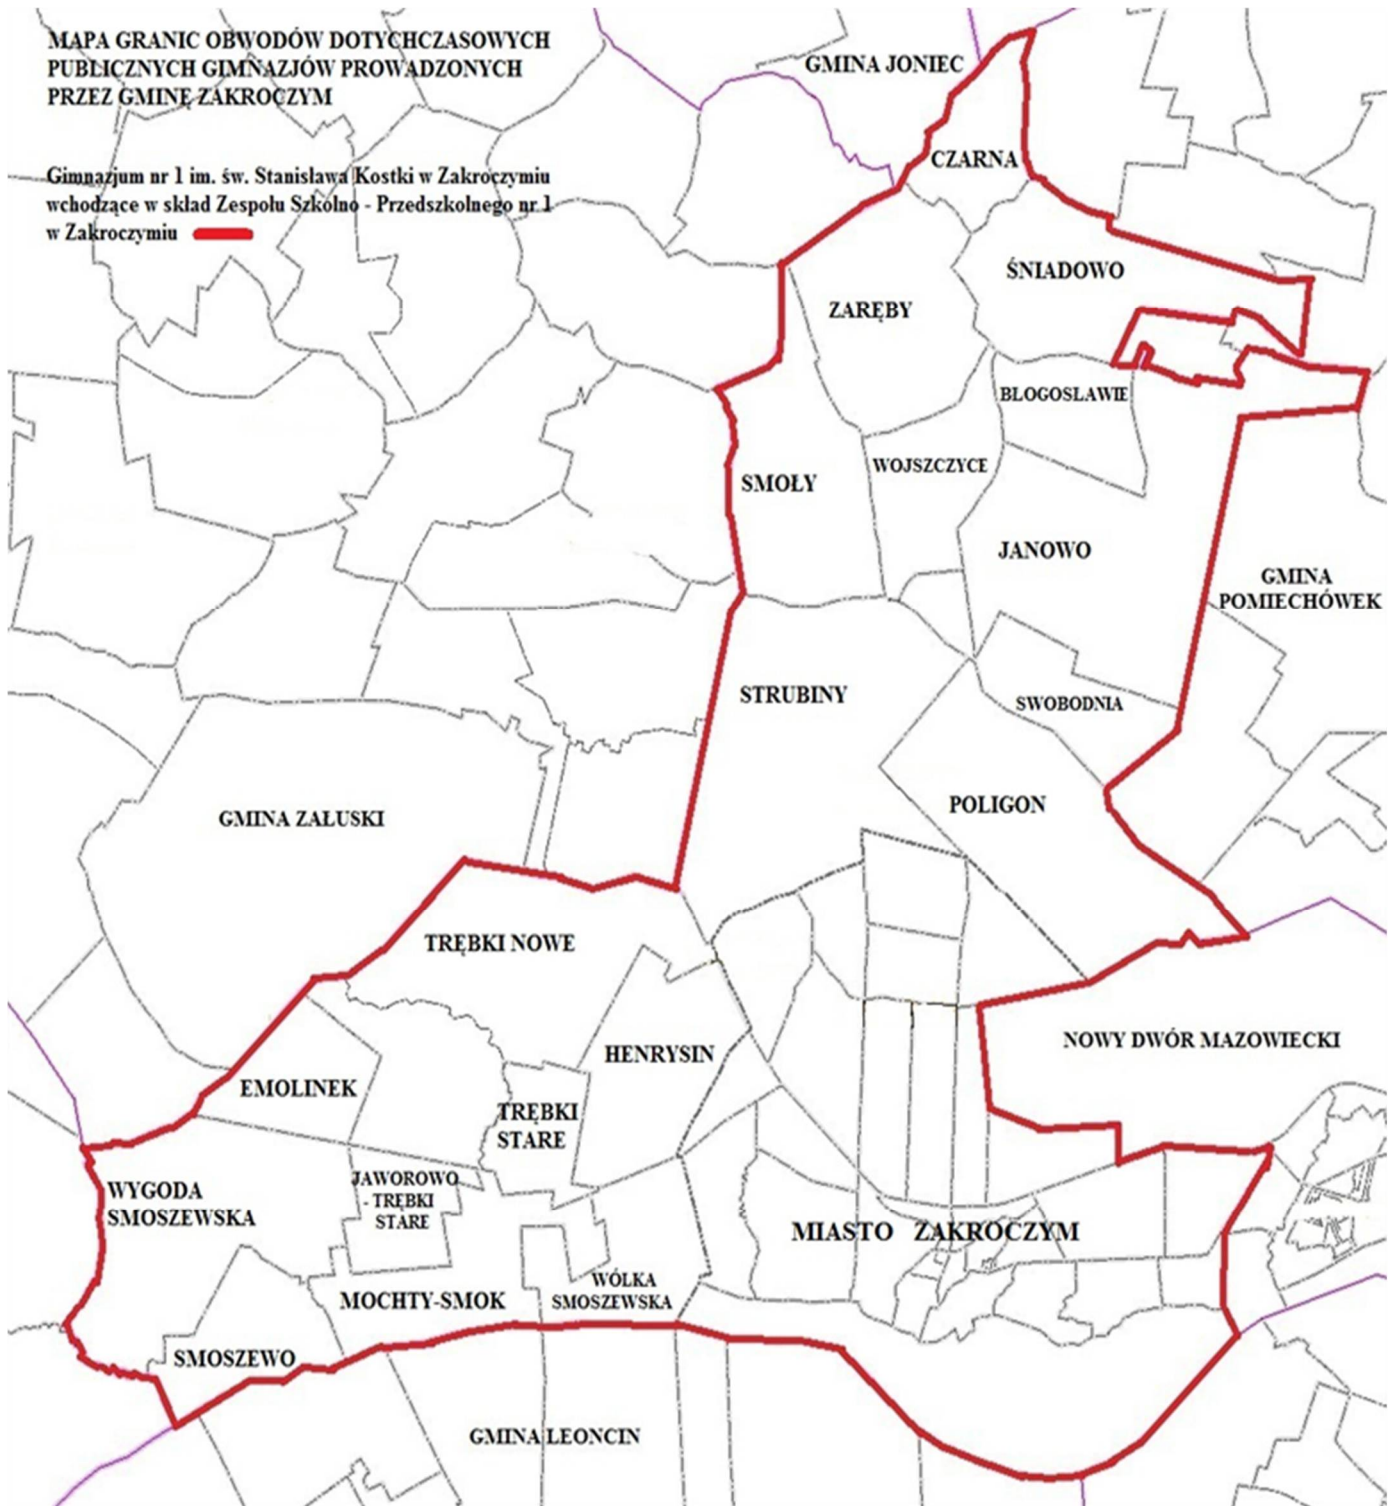 MAPA GRANIC OBWODÓW DOTYCHCZASOWYCH
PUBLICZNYCH GIMNAZJÓW PROWADZONYCH
PRZEZ GMINĘ ZAKROCZYM
Gimnazjum nr 1 im. św. Stanisława Kostki w Zakroczymiu
wchodzące w skład Zespołu Szkolno - Przedszkolnego nr 1
w Zakroczymiu
GMINA JONIEC
CZARNA
ŚNIADOWO
ZARĘBY
BLOGOSLAWIE
WOJSZCZYCE
SMOŁY
JANOWO
GMINA
POMIECHÓWEK
STRUBINY
SWOBODNIA
POLIGON
GMINA ZAŁUSKI
TRĘBKI NOWE
HENRYSIN
NOWY DWÓR MAZOWIECKI
EMOLINEK
TRĘBKI
STARE
WYGODA
SMOSZEWSKA
JAWOROWO
- TRĘBKI
STARE
MIASTO ZAKROCZYM
WÓLKA
SMOSZEWSKA
MOCHTY-SMOK
SMOSZEWO
GMINA LEONCIN